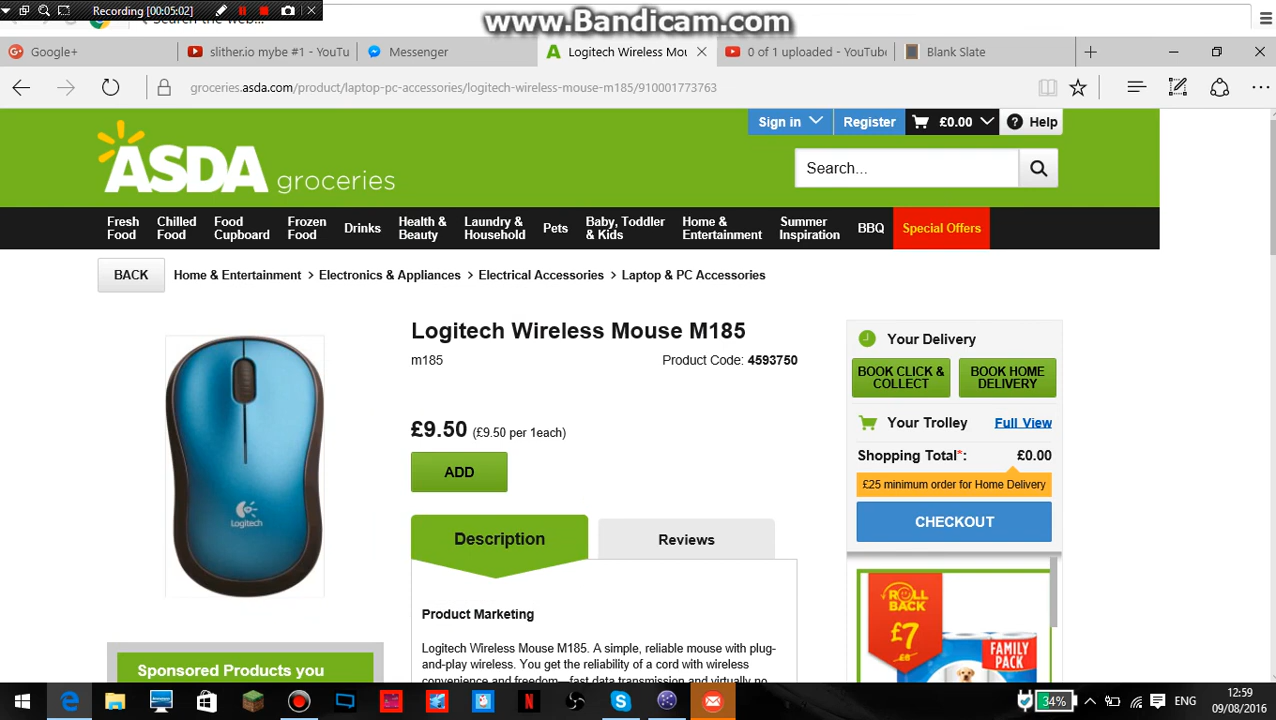 Recording [00:05:02]
www.Bandicam.com
Search the web...
Google+
slither.io mybe #1 - YouTu
Messenger
Logitech Wireless Mou
0 of 1 uploaded - YouTube
Blank Slate
groceries.asda.com/product/laptop-pc-accessories/logitech-wireless-mouse-m185/910001773763
Sign in
Register
£0.00
Help
ASDA groceries
Search...
Fresh Food
Chilled Food
Food Cupboard
Frozen Food
Drinks
Health & Beauty
Laundry & Household
Pets
Baby, Toddler & Kids
Home & Entertainment
Summer Inspiration
BBQ
Special Offers
BACK
Home & Entertainment > Electronics & Appliances > Electrical Accessories > Laptop & PC Accessories
Logitech Wireless Mouse M185
m185
Product Code: 4593750
£9.50 (£9.50 per 1each)
ADD
Logitech
Description
Reviews
Product Marketing
Logitech Wireless Mouse M185. A simple, reliable mouse with plug-
and-play wireless. You get the reliability of a cord with wireless
convenience and freedom—fast data transmission and virtually no
Sponsored Products you
Your Delivery
BOOK CLICK & COLLECT
BOOK HOME DELIVERY
Your Trolley
Full View
Shopping Total*:
£0.00
£25 minimum order for Home Delivery
CHECKOUT
ROLL BACK
£7
FAMILY PACK
34%
ENG
12:59
09/08/2016